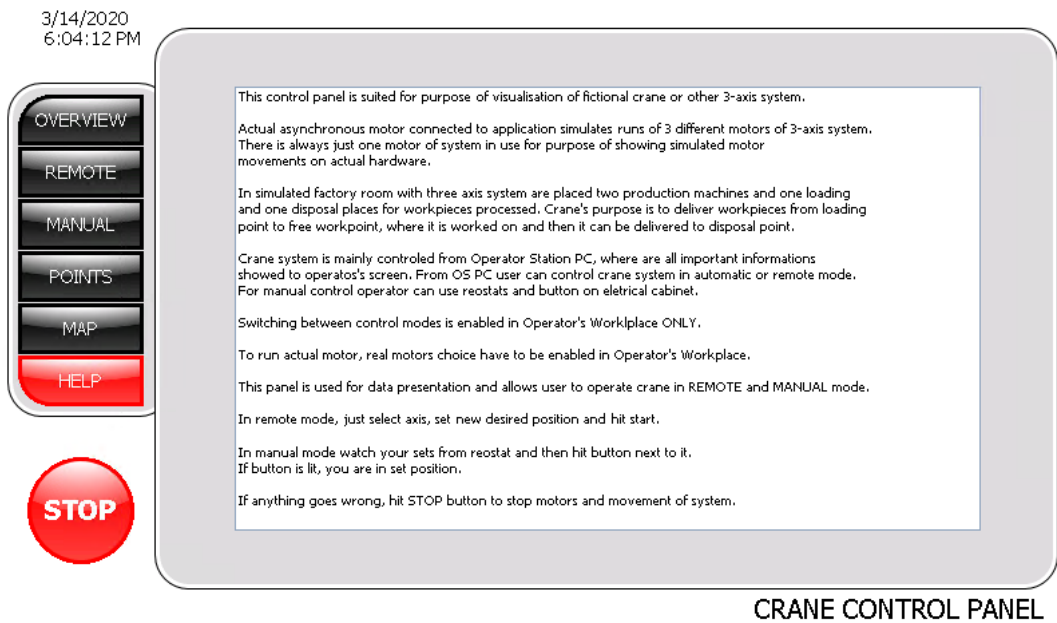 3/14/2020
6:04:12 PM
OVERVIEW
REMOTE
MANUAL
POINTS
MAP
HELP
STOP
This control panel is suited for purpose of visualisation of fictional crane or other 3-axis system.
Actual asynchronous motor connected to application simulates runs of 3 different motors of 3-axis system.
There is always just one motor of system in use for purpose of showing simulated motor
movements on actual hardware.
In simulated factory room with three axis system are placed two production machines and one loading
and one disposal places for workpieces processed. Crane's purpose is to deliver workpieces from loading
point to free workpoint, where it is worked on and then it can be delivered to disposal point.
Crane system is mainly controled from Operator Station PC, where are all important informations
showed to operatos's screen. From OS PC user can control crane system in automatic or remote mode.
For manual control operator can use reostats and button on eletrical cabinet.
Switching between control modes is enabled in Operator's Worklplace ONLY.
To run actual motor, real motors choice have to be enabled in Operator's Workplace.
This panel is used for data presentation and allows user to operate crane in REMOTE and MANUAL mode.
In remote mode, just select axis, set new desired position and hit start.
In manual mode watch your sets from reostat and then hit button next to it.
If button is lit, you are in set position.
If anything goes wrong, hit STOP button to stop motors and movement of system.
CRANE CONTROL PANEL